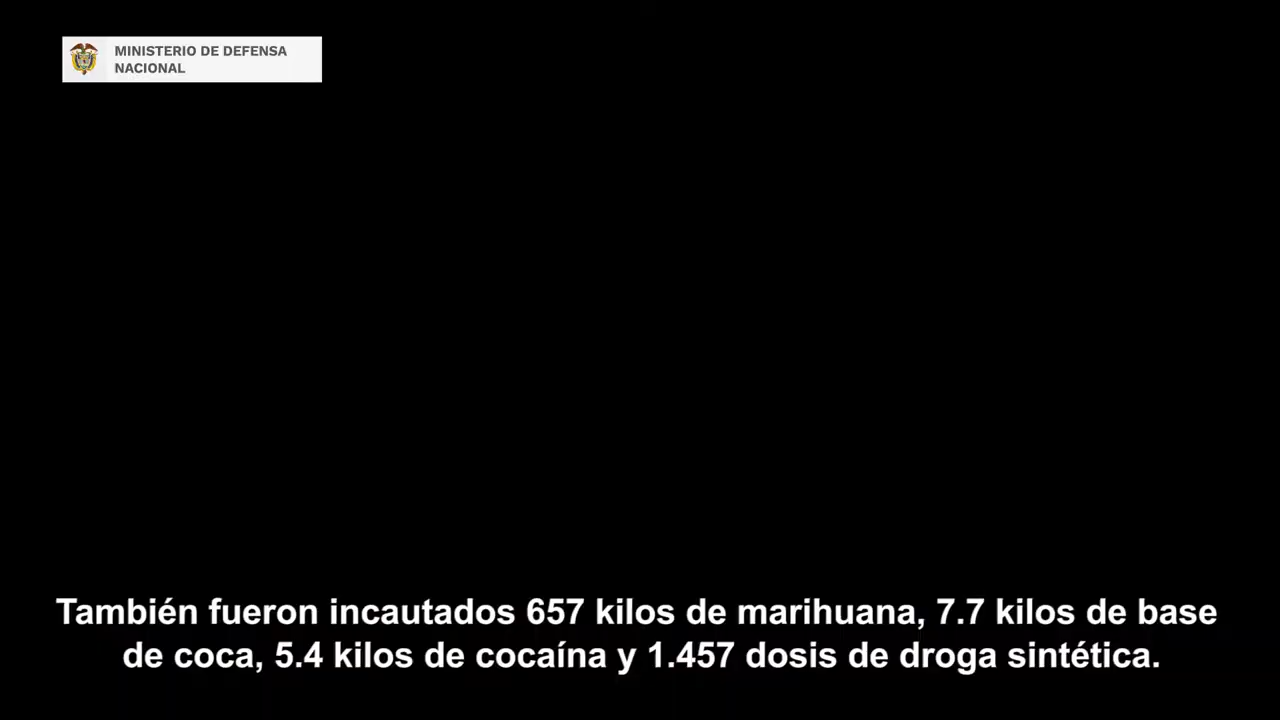 MINISTERIO DE DEFENSA
NACIONAL
También fueron incautados 657 kilos de marihuana, 7.7 kilos de base
de coca, 5.4 kilos de cocaína y 1.457 dosis de droga sintética.